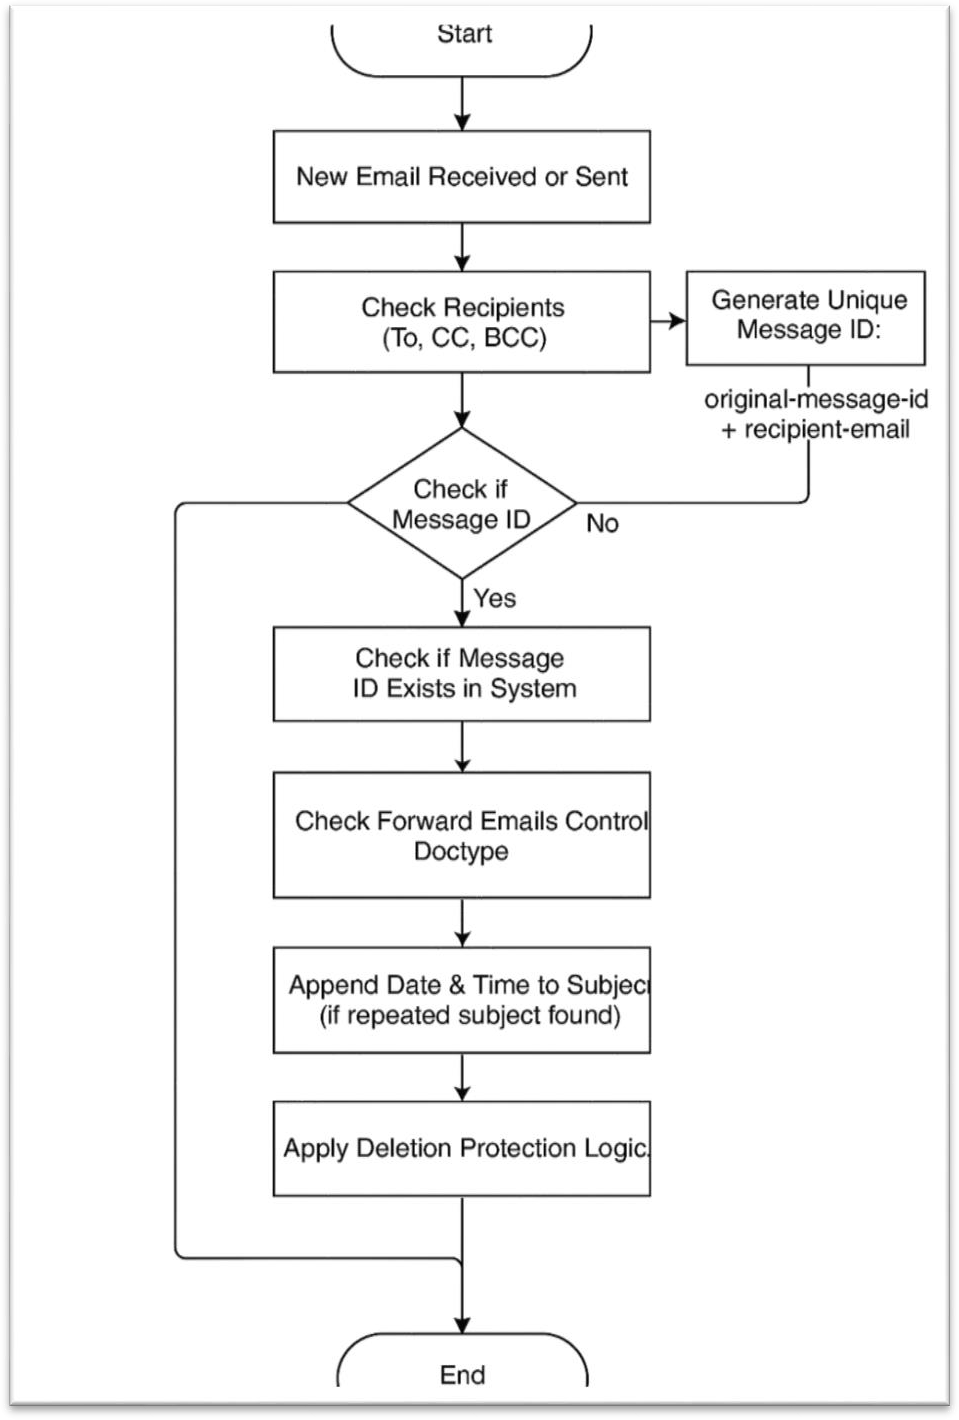 Start
New Email Received or Sent
Check Recipients
(To, CC, BCC)
Generate Unique
Message ID:
original-message-id
+ recipient-email
Check if
Message ID
No
Yes
Check if Message
ID Exists in System
Check Forward Emails Control
Doctype
Append Date & Time to Subject
(if repeated subject found)
Apply Deletion Protection Logic.
End